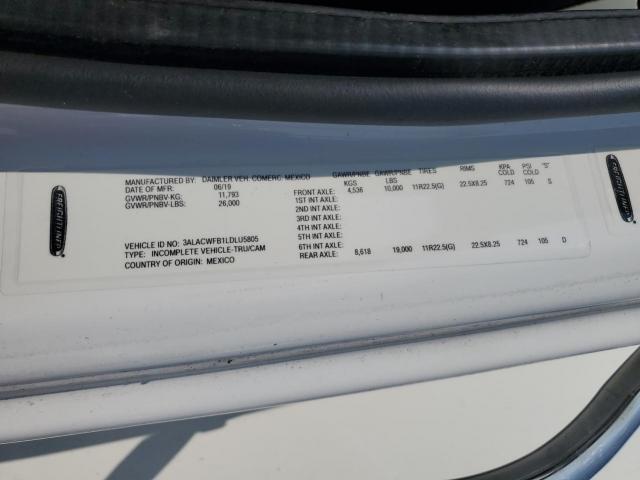 FREIGHTLINER
MANUFACTURED BY: DAIMLER VEH. COMERC. MEXICO
DATE OF MFR: 06/19
GVWR/PNBV-KG: 11,793
GVWR/PNBV-LBS: 26,000
VEHICLE ID NO: 3ALACWFB1LDLU5805
TYPE: INCOMPLETE VEHICLE-TRU/CAM
COUNTRY OF ORIGIN: MEXICO
GAWR/PNBE GAWR/PNBE TIRES RIMS KPA PSI "S"
KGS LBS COLD COLD
FRONT AXLE: 4,536 10,000 11R22.5(G) 22.5X8.25 724 105 S
1ST INT AXLE:
2ND INT AXLE:
3RD INT AXLE:
4TH INT AXLE:
5TH INT AXLE:
6TH INT AXLE:
REAR AXLE: 8,618 19,000 11R22.5(G) 22.5X8.25 724 105 D
FREIGHTLINER